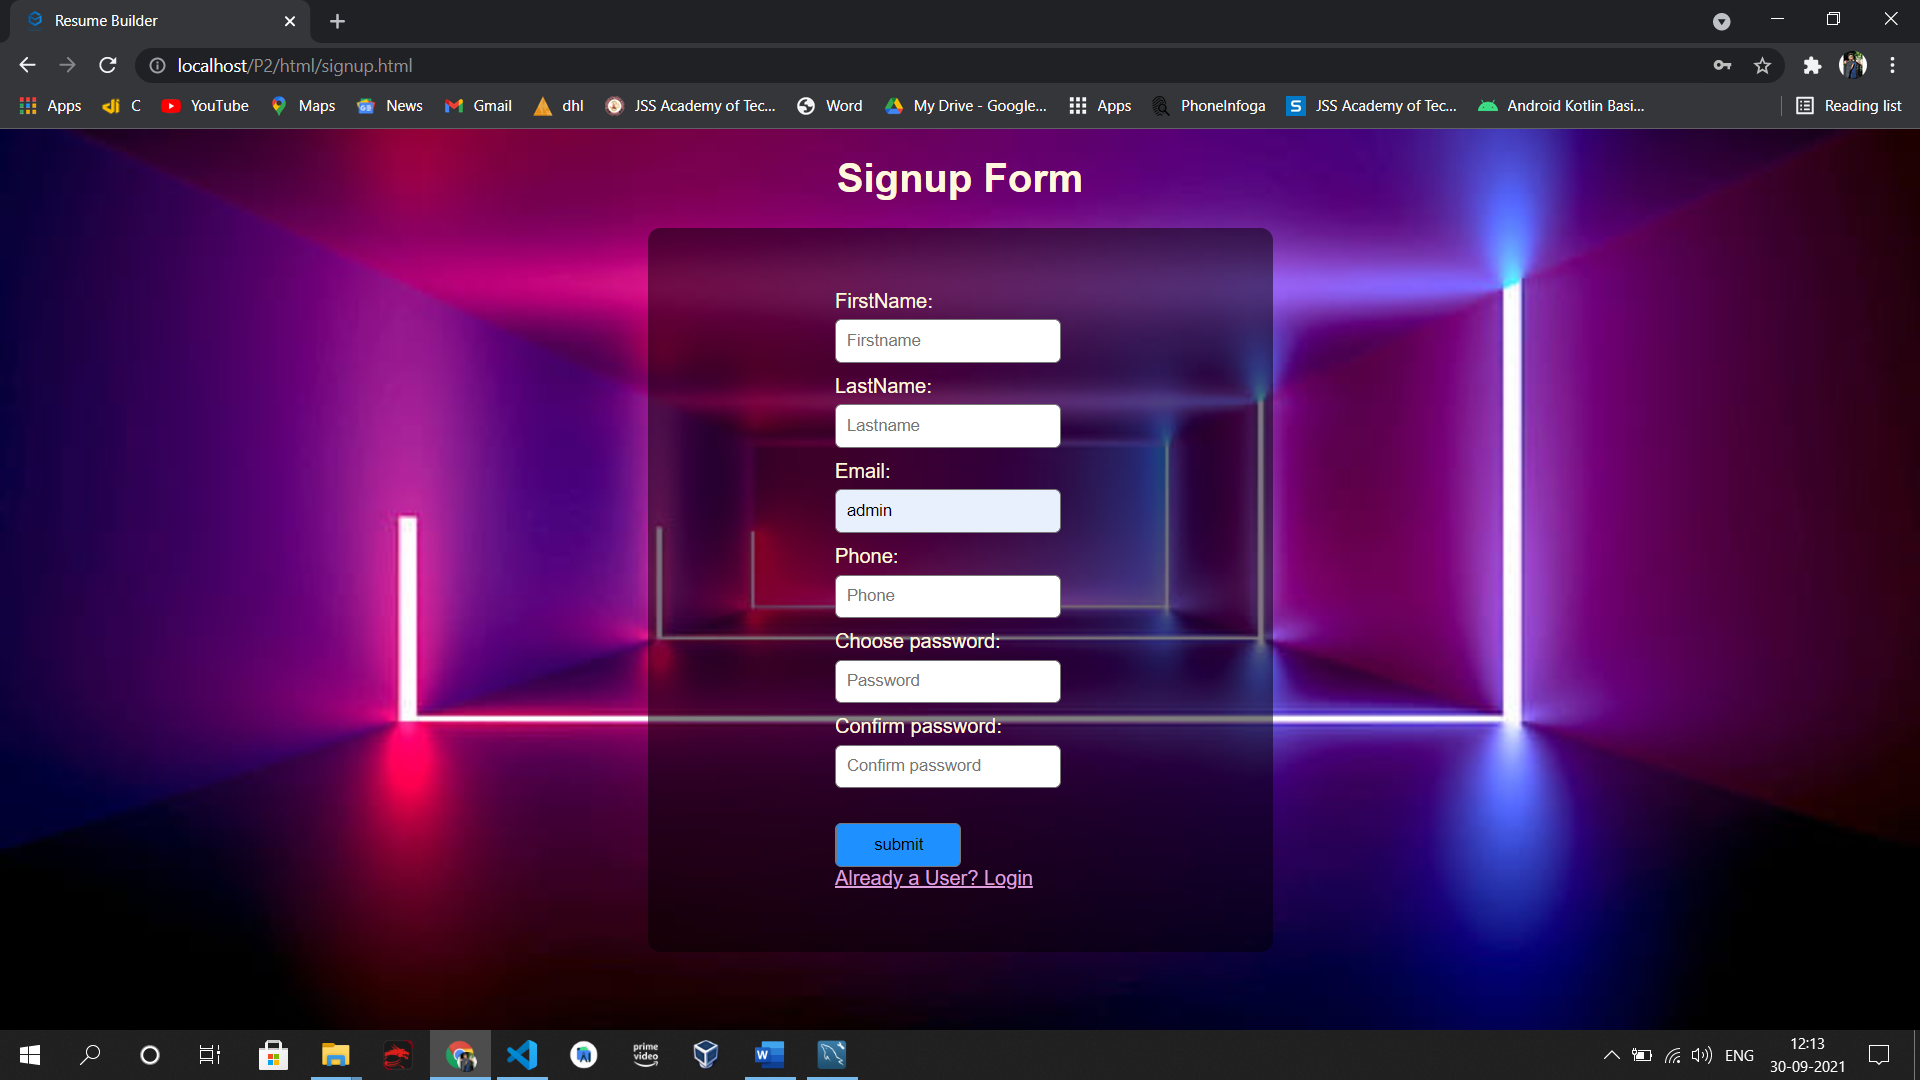 Resume Builder
localhost/P2/html/signup.html
Apps C YouTube Maps News Gmail dhl JSS Academy of Tec... Word My Drive - Google... Apps PhoneInfoga S JSS Academy of Tec... Android Kotlin Basi... Reading list
Signup Form
FirstName:
Firstname
LastName:
Lastname
Email:
admin
Phone:
Phone
Choose password:
Password
Confirm password:
Confirm password
submit
Already a User? Login
prime
video
W
ENG
12:13
30-09-2021